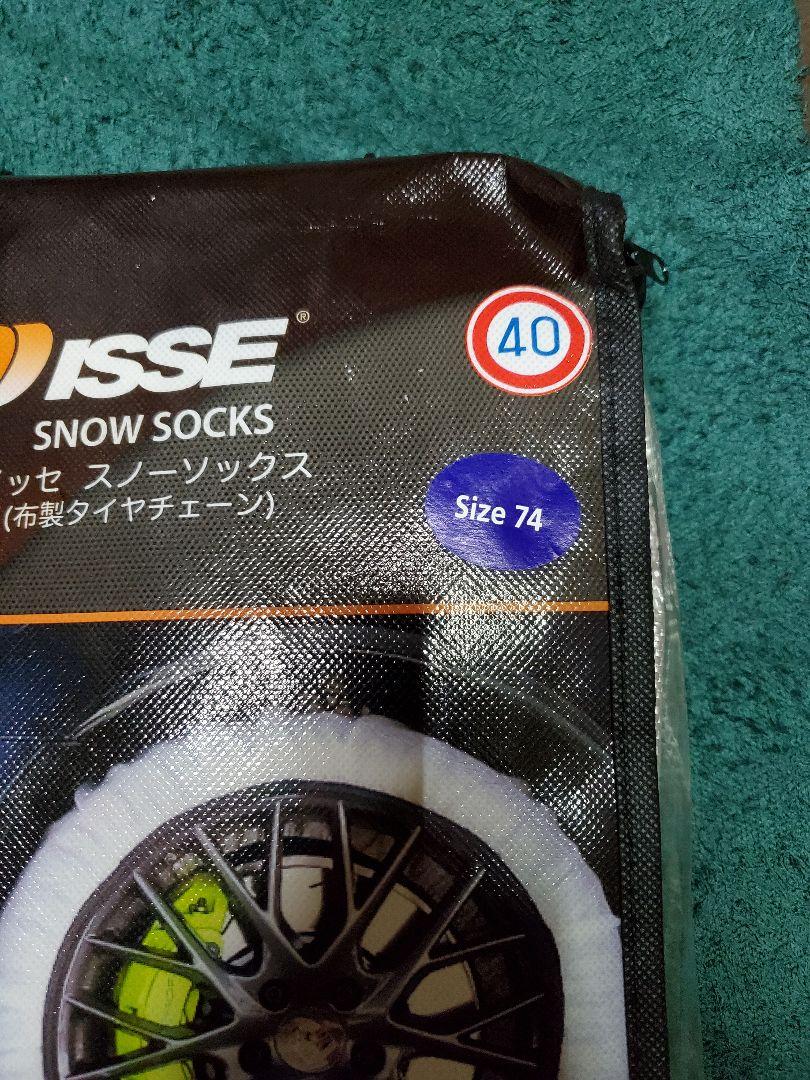 ISSE®
40
SNOW SOCKS
イッセ スノーソックス
(布製タイヤチェーン)
Size 74